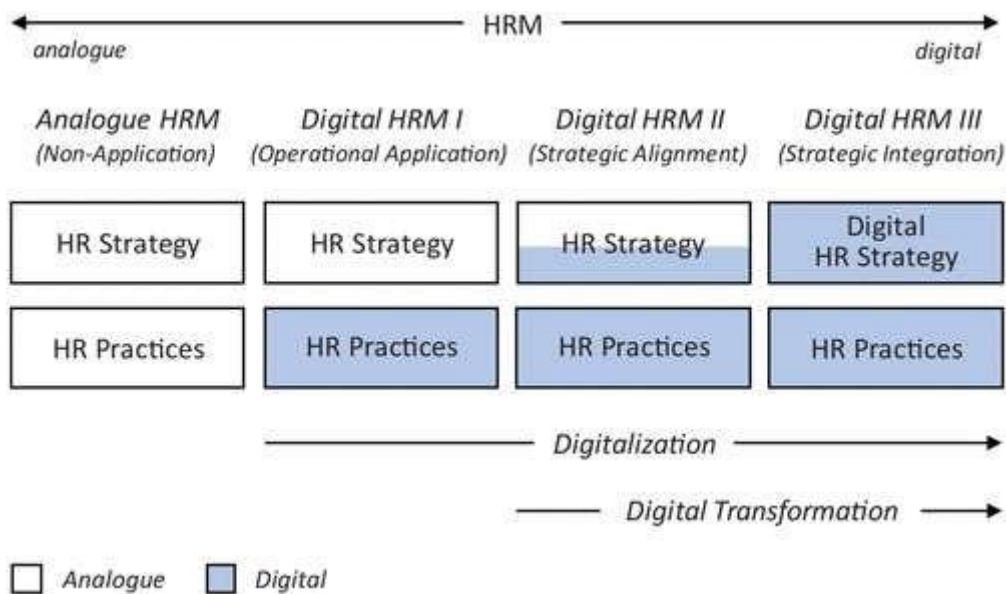 HRM
analogue
digital
Analogue HRM
(Non-Application)
Digital HRM I
(Operational Application)
Digital HRM II
(Strategic Alignment)
Digital HRM III
(Strategic Integration)
HR Strategy
HR Strategy
HR Strategy
Digital
HR Strategy
HR Practices
HR Practices
HR Practices
HR Practices
Digitalization
Digital Transformation
Analogue
Digital